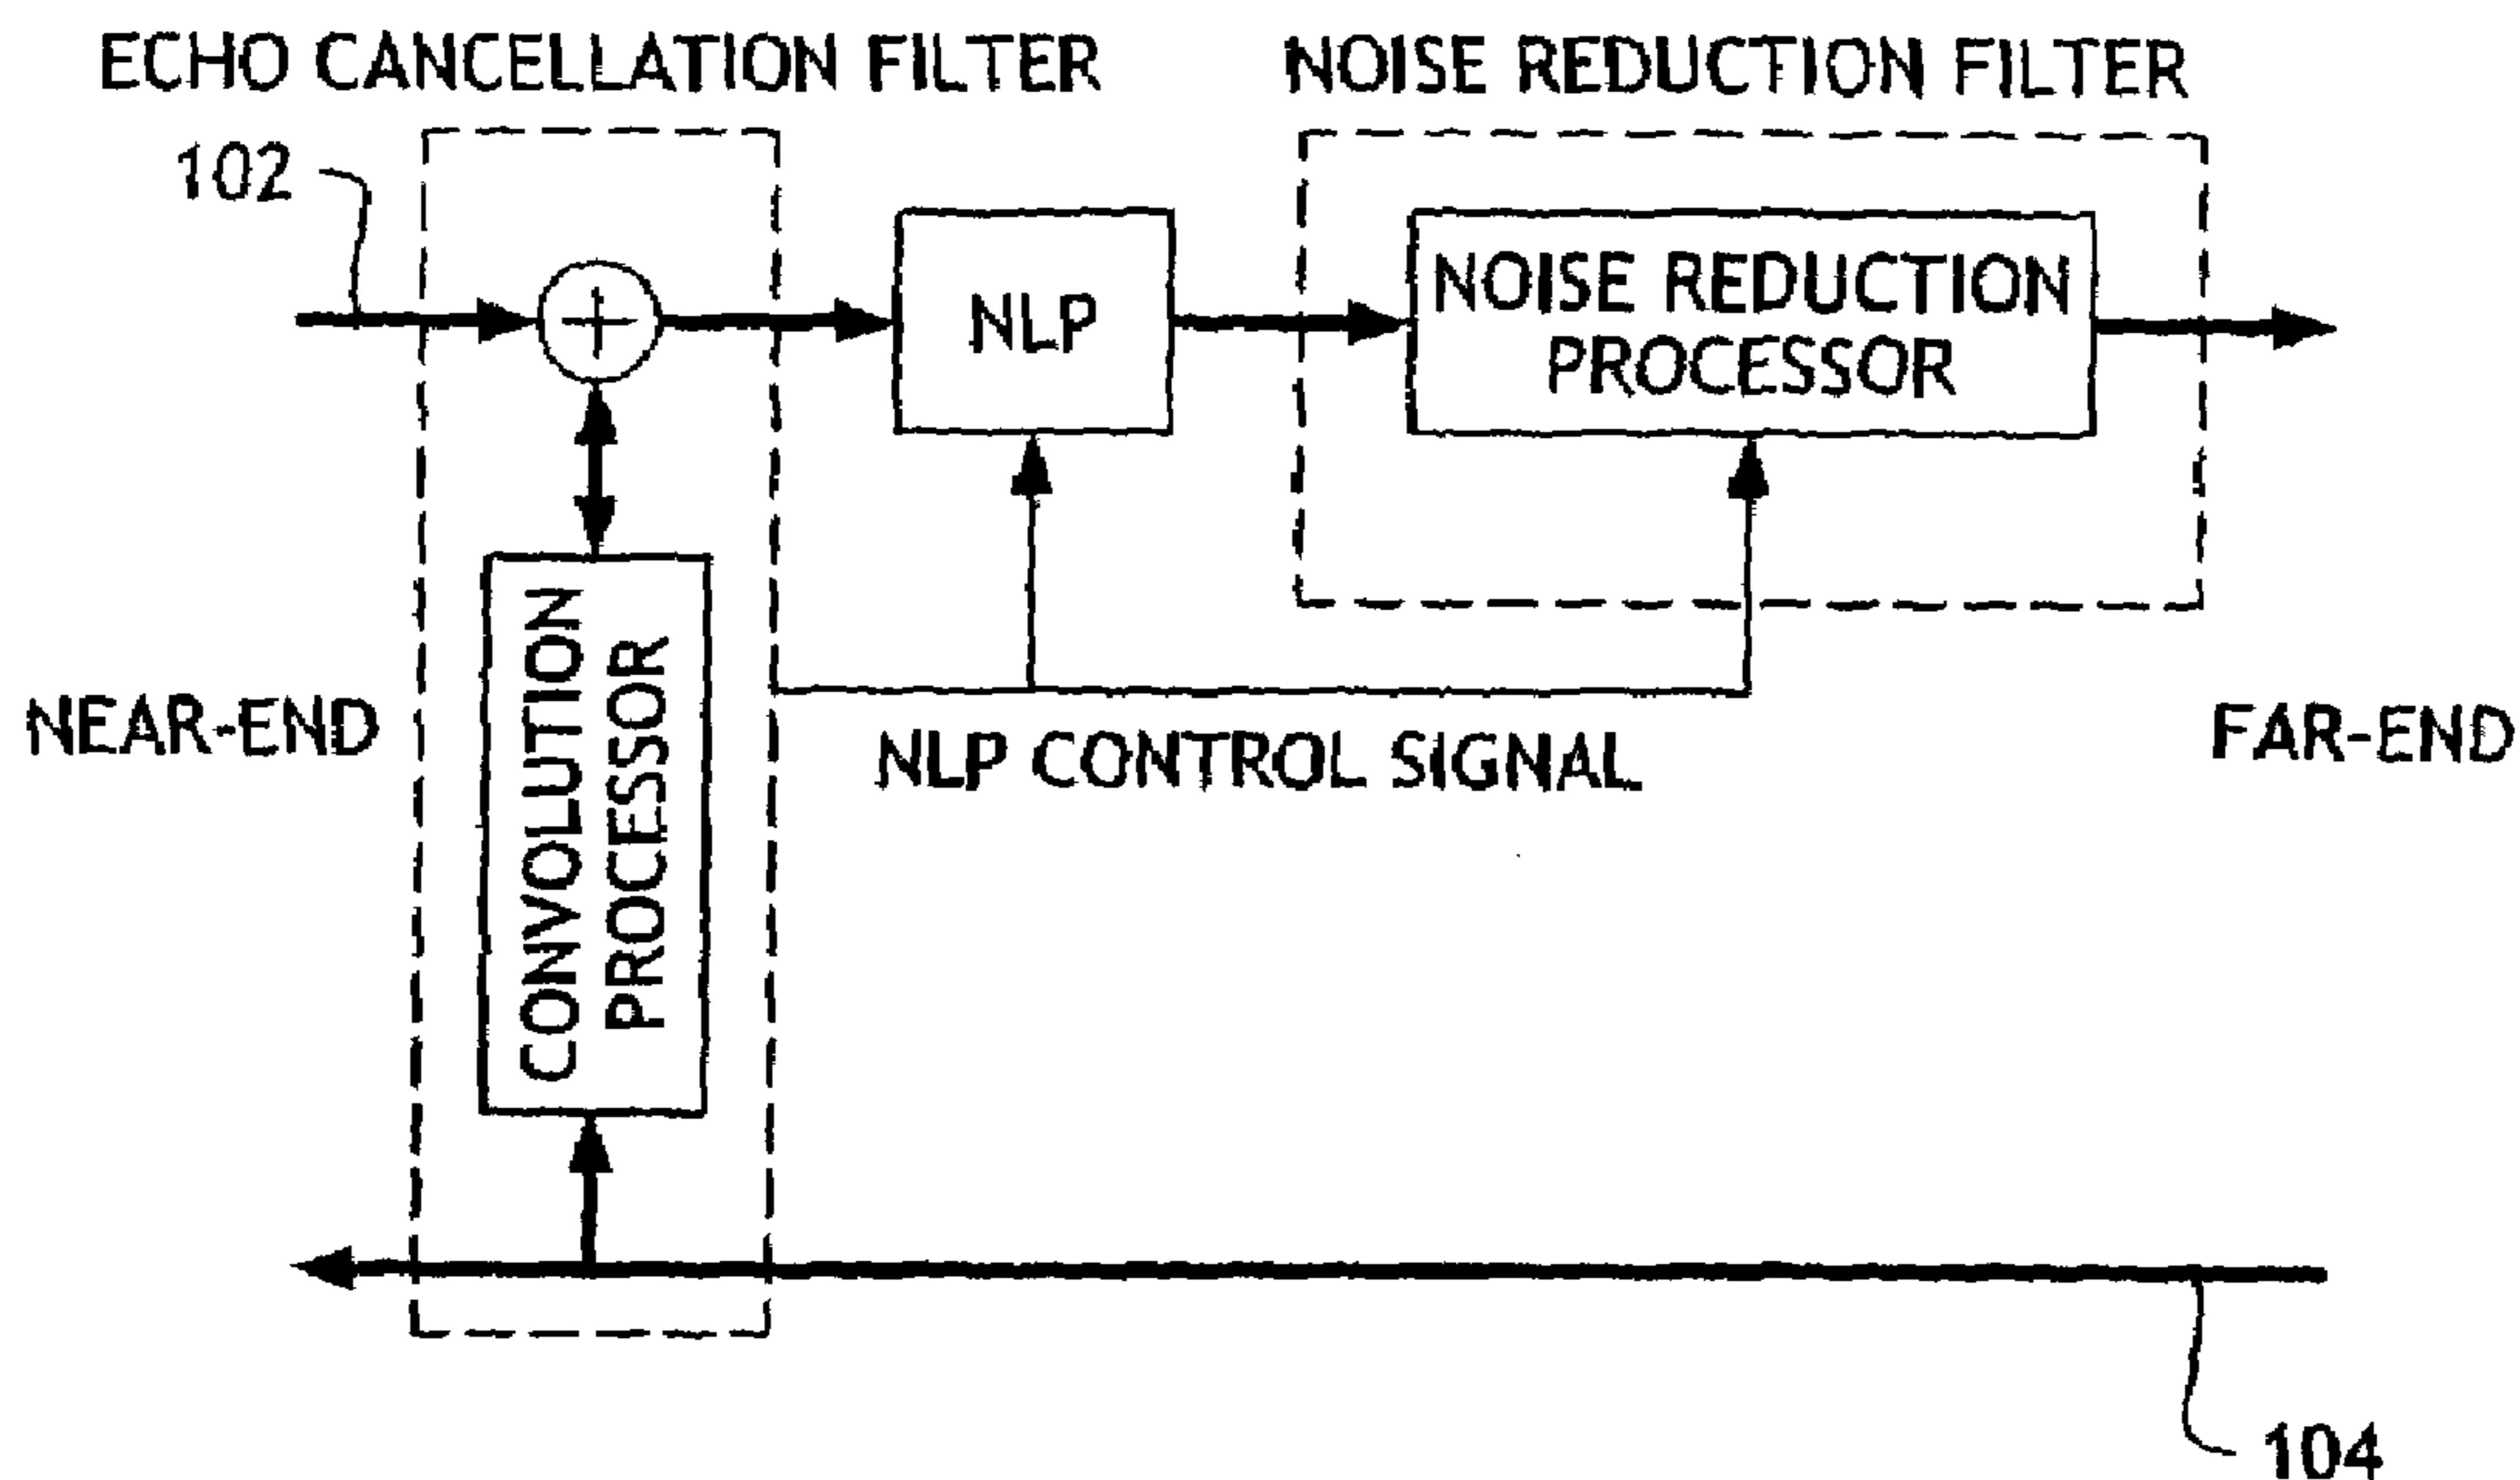 ECHO CANCELLATION FILTER
NOISE REDUCTION FILTER
102
NLP
NOISE REDUCTION
PROCESSOR
CONVOLUTION
PROCESSOR
NEAR-END
NLP CONTROL SIGNAL
FAR-END
104